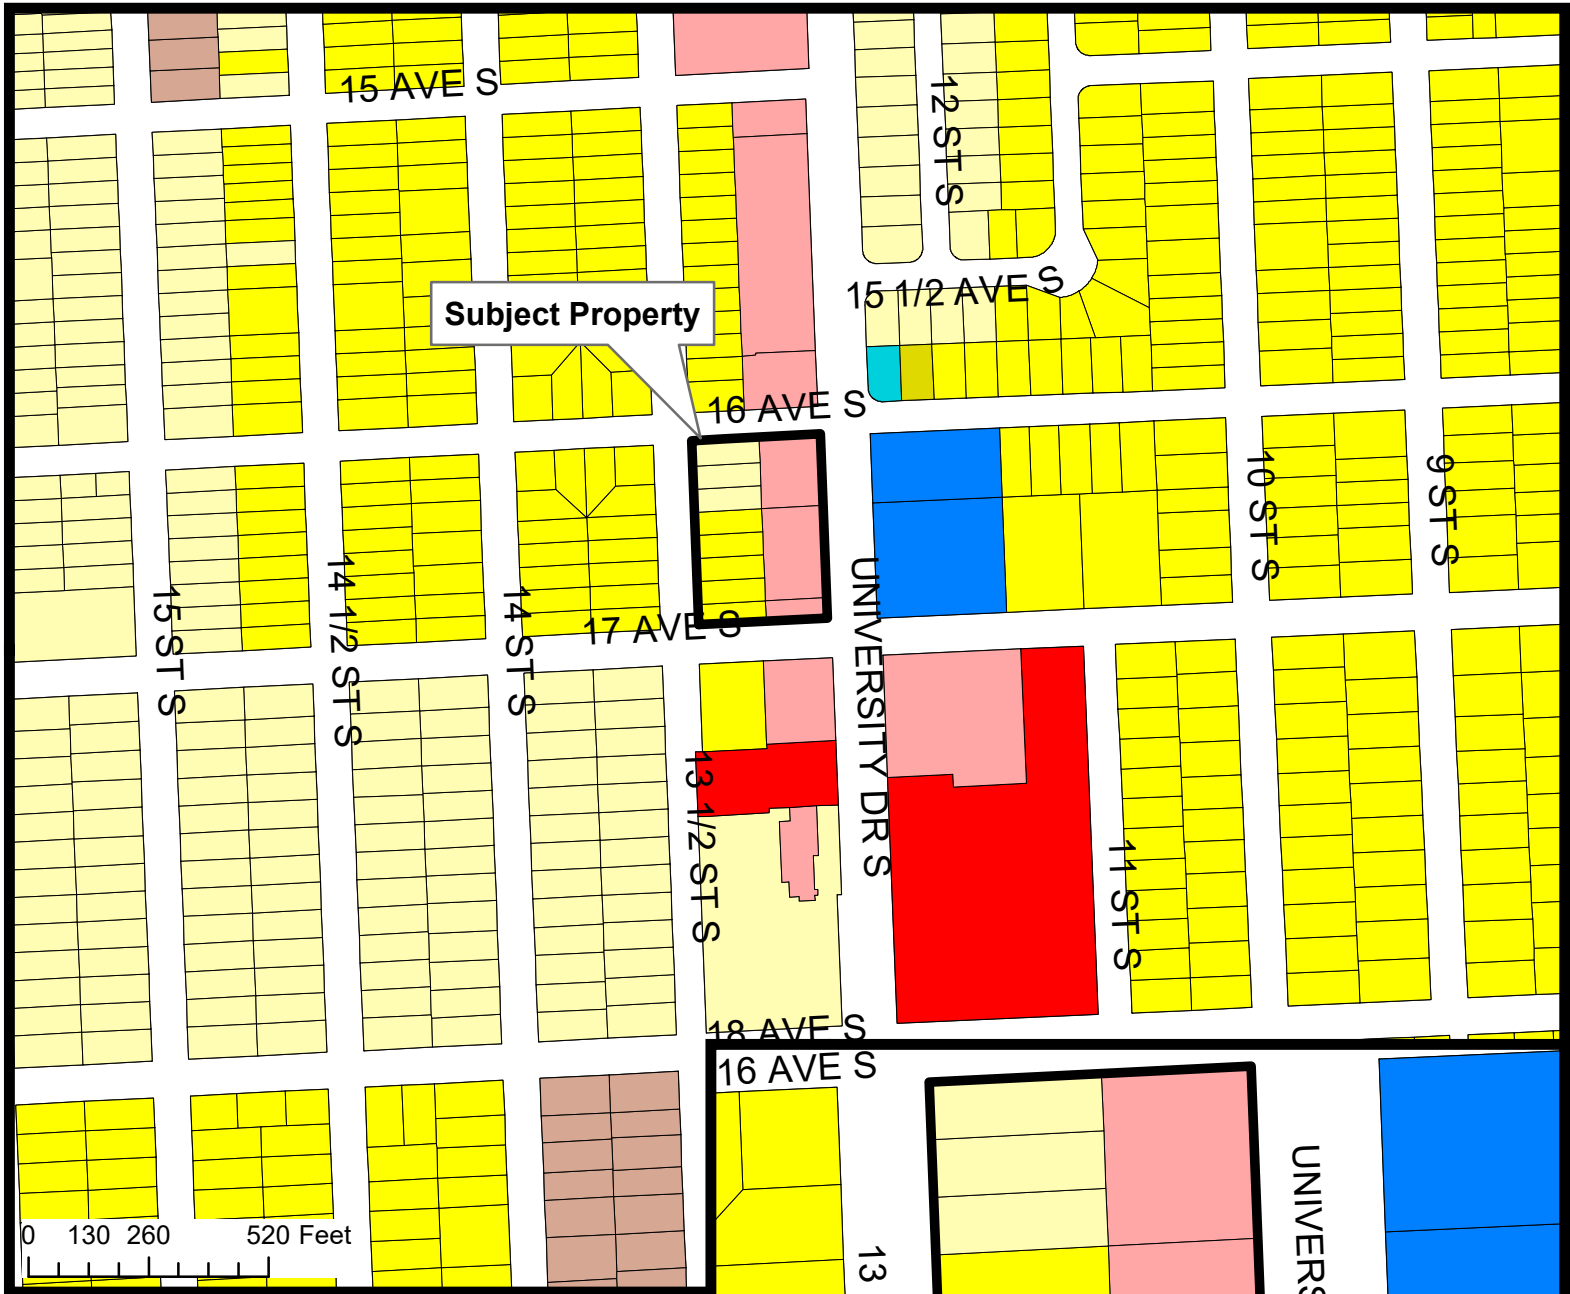 15 AVE S
12 ST S
15 1/2 AVE S
Subject Property
16 AVE S
10 ST S
9 ST S
15 ST S
14 1/2 ST S
14 ST S
17 AVE S
UNIVERSITY DR S
13 1/2 ST S
11 ST S
18 AVE S
16 AVE S
13
UNIVERS
0 130 260 520 Feet